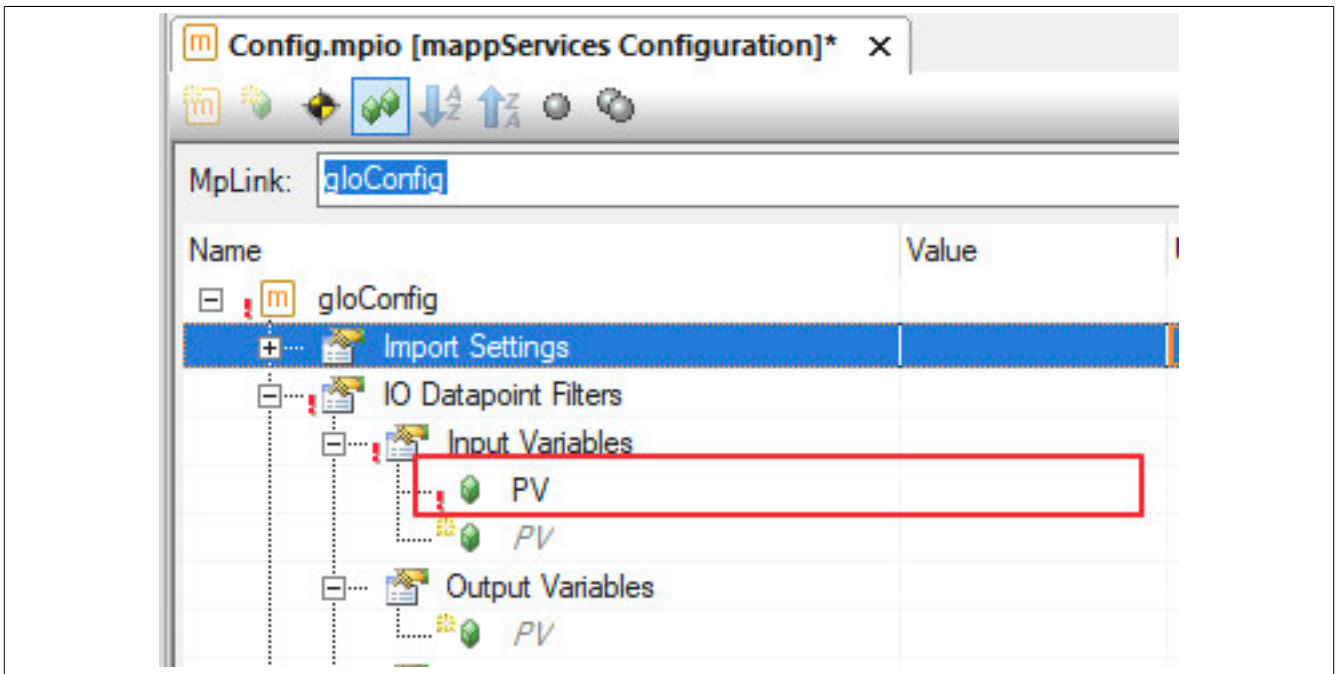 m Config.mpio [mappServices Configuration]* ×
MpLink: gloConfig
Name Value
m gloConfig
Import Settings
IO Datapoint Filters
Input Variables
PV
PV
Output Variables
PV